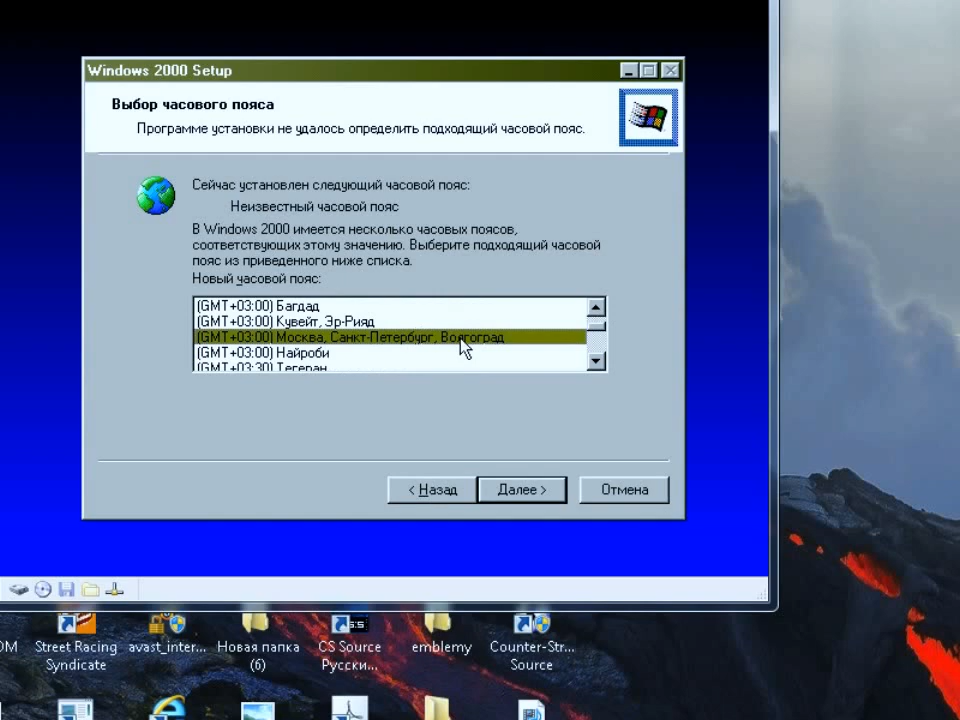 Windows 2000 Setup
Выбор часового пояса
Программе установки не удалось определить подходящий часовой пояс.
Сейчас установлен следующий часовой пояс:
Неизвестный часовой пояс
В Windows 2000 имеется несколько часовых поясов,
соответствующих этому значению. Выберите подходящий часовой
пояс из приведенного ниже списка.
Новый часовой пояс:
(GMT+03:00) Багдад
(GMT+03:00) Кувейт, Эр-Рияд
(GMT+03:00) Москва, Санкт-Петербург, Волгоград
(GMT+03:00) Найроби
(GMT+03:30) Тегеран
< Назад
Далее >
Отмена
Street Racing
Syndicate
avast_inter...
Новая папка
(6)
CS Source
Русски...
emblemy
Counter-Str...
Source